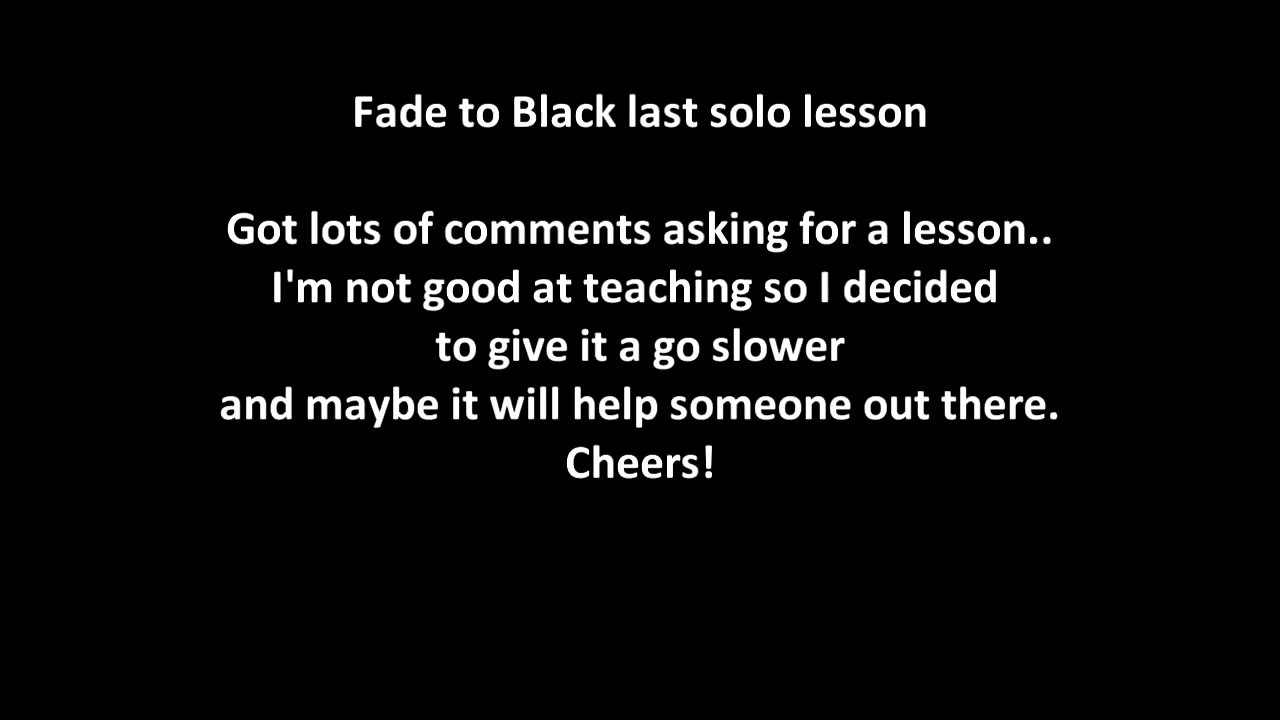 Fade to Black last solo lesson
Got lots of comments asking for a lesson..
I'm not good at teaching so I decided
to give it a go slower
and maybe it will help someone out there.
Cheers!